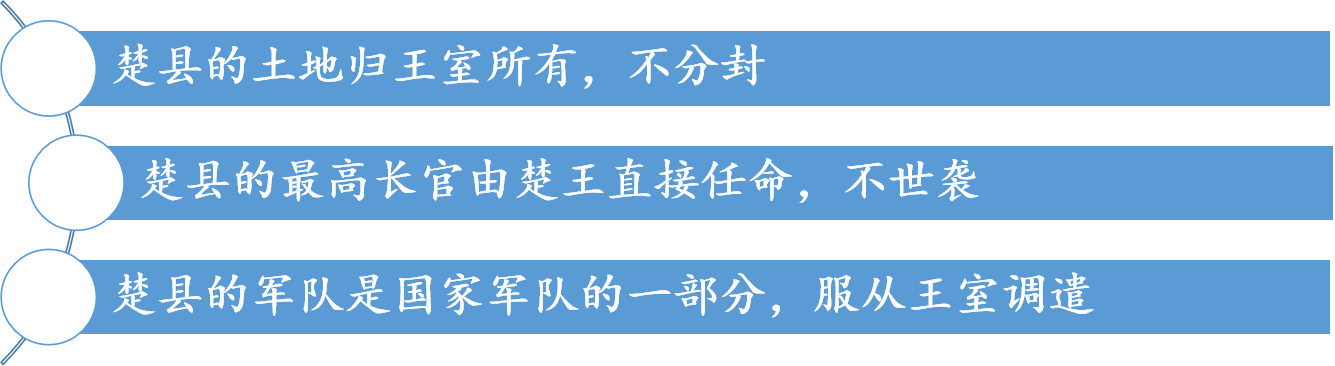 楚县的土地归王室所有，不分封
楚县的最高长官由楚王直接任命，不世袭
楚县的军队是国家军队的一部分，服从王室调遣